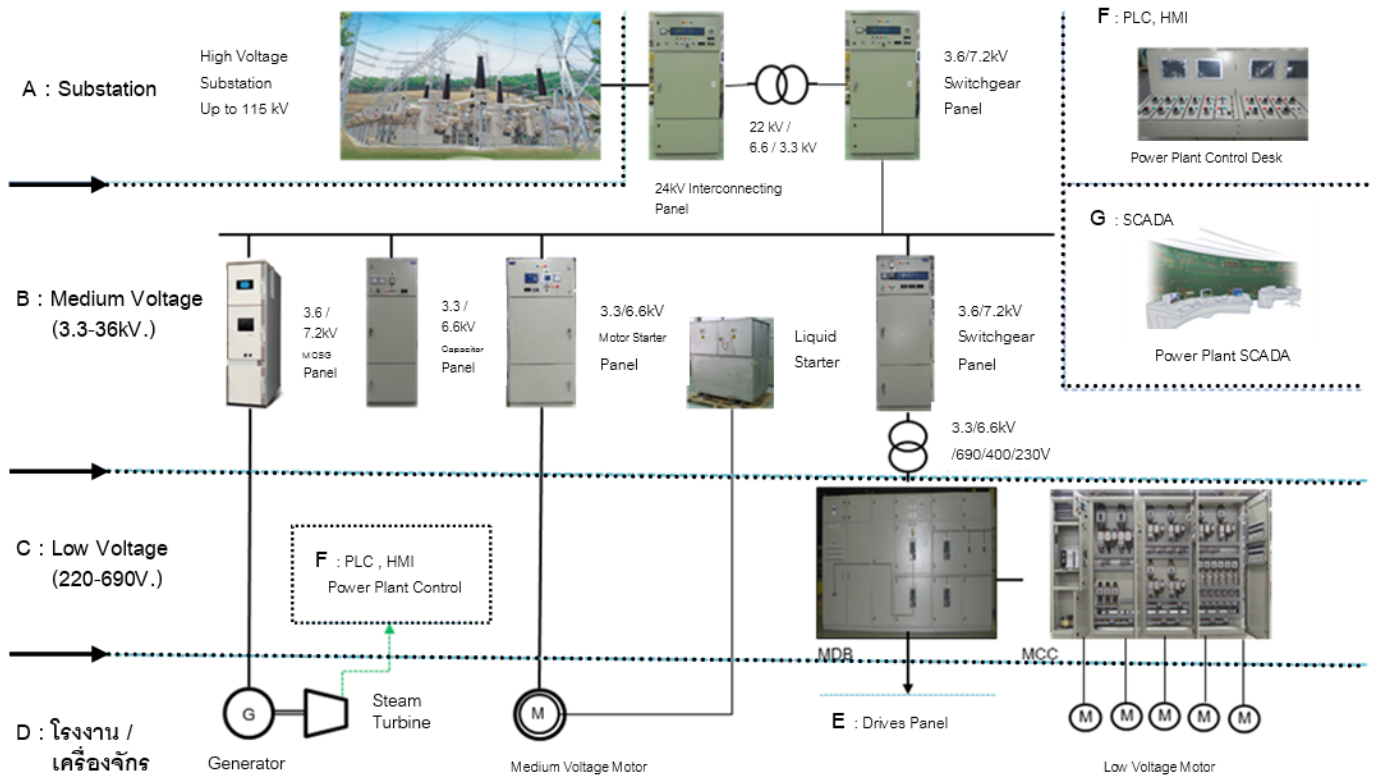 A : Substation
High Voltage
Substation
Up to 115 kV
22 kV /
6.6 / 3.3 kV
24kV Interconnecting
Panel
3.6/7.2kV
Switchgear
Panel
F : PLC, HMI
Power Plant Control Desk
G : SCADA
Power Plant SCADA
B : Medium Voltage
(3.3-36kV.)
3.6 /
7.2kV
MCSG
Panel
3.3 /
6.6kV
Capacitor
Panel
3.3/6.6kV
Motor Starter
Panel
Liquid
Starter
3.6/7.2kV
Switchgear
Panel
3.3/6.6kV
/690/400/230V
C : Low Voltage
(220-690V.)
F : PLC , HMI
Power Plant Control
MDB
MCC
D : โรงงาน /
เครื่องจักร
G
Steam
Turbine
Generator
M
Medium Voltage Motor
E : Drives Panel
M M M M M
Low Voltage Motor